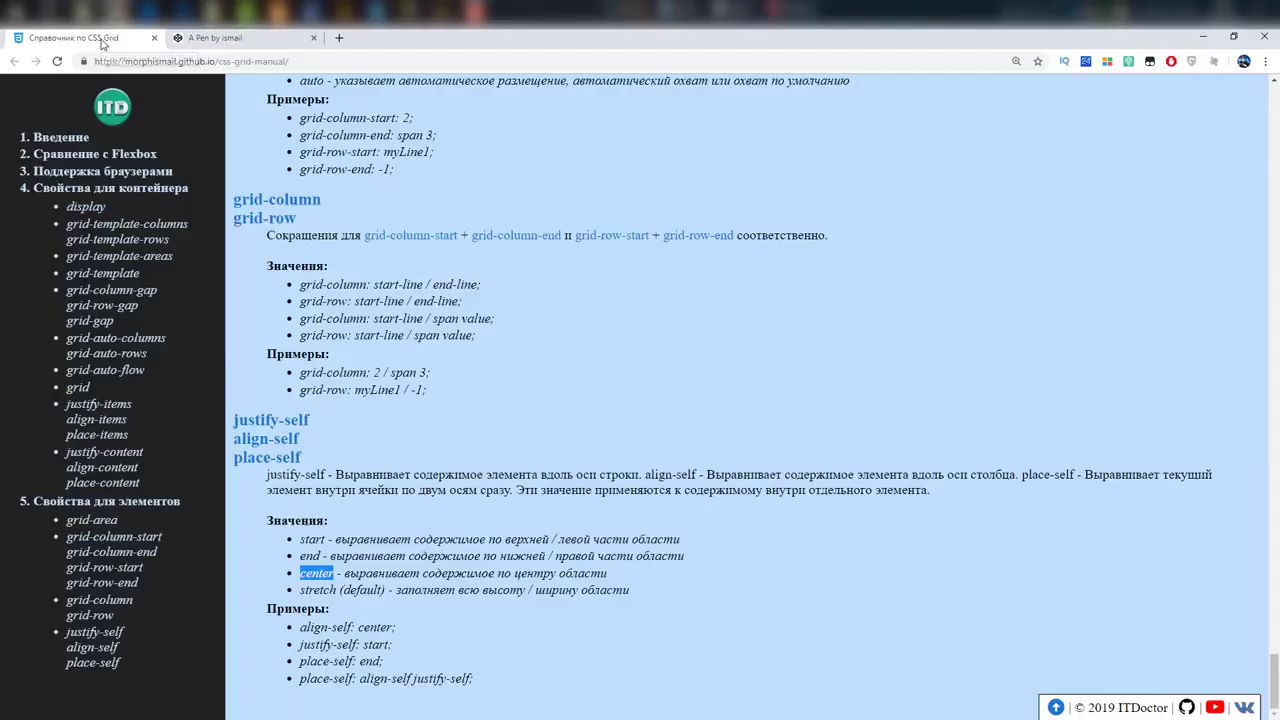 Справочник по CSS Grid
A Pen by ismail
https://morphismail.github.io/css-grid-manual/
ITD
1. Введение
2. Сравнение с Flexbox
3. Поддержка браузерами
4. Свойства для контейнера
• display
• grid-template-columns
grid-template-rows
• grid-template-areas
• grid-template
• grid-column-gap
grid-row-gap
grid-gap
• grid-auto-columns
grid-auto-rows
• grid-auto-flow
• grid
• justify-items
align-items
place-items
• justify-content
align-content
place-content
5. Свойства для элементов
• grid-area
• grid-column-start
grid-column-end
grid-row-start
grid-row-end
• grid-column
grid-row
• justify-self
align-self
place-self
• auto - указывает автоматическое размещение, автоматический охват или охват по умолчанию
Примеры:
• grid-column-start: 2;
• grid-column-end: span 3;
• grid-row-start: myLine1;
• grid-row-end: -1;
grid-column
grid-row
Сокращения для grid-column-start + grid-column-end и grid-row-start + grid-row-end соответственно.
Значения:
• grid-column: start-line / end-line;
• grid-row: start-line / end-line;
• grid-column: start-line / span value;
• grid-row: start-line / span value;
Примеры:
• grid-column: 2 / span 3;
• grid-row: myLine1 / -1;
justify-self
align-self
place-self
justify-self - Выравнивает содержимое элемента вдоль оси строки. align-self - Выравнивает содержимое элемента вдоль оси столбца. place-self - Выравнивает текущий
элемент внутри ячейки по двум осям сразу. Эти значение применяются к содержимому внутри отдельного элемента.
Значения:
• start - выравнивает содержимое по верхней / левой части области
• end - выравнивает содержимое по нижней / правой части области
• center - выравнивает содержимое по центру области
• stretch (default) - заполняет всю высоту / ширину области
Примеры:
• align-self: center;
• justify-self: start;
• place-self: end;
• place-self: align-self justify-self;
| © 2019 ITDoctor |